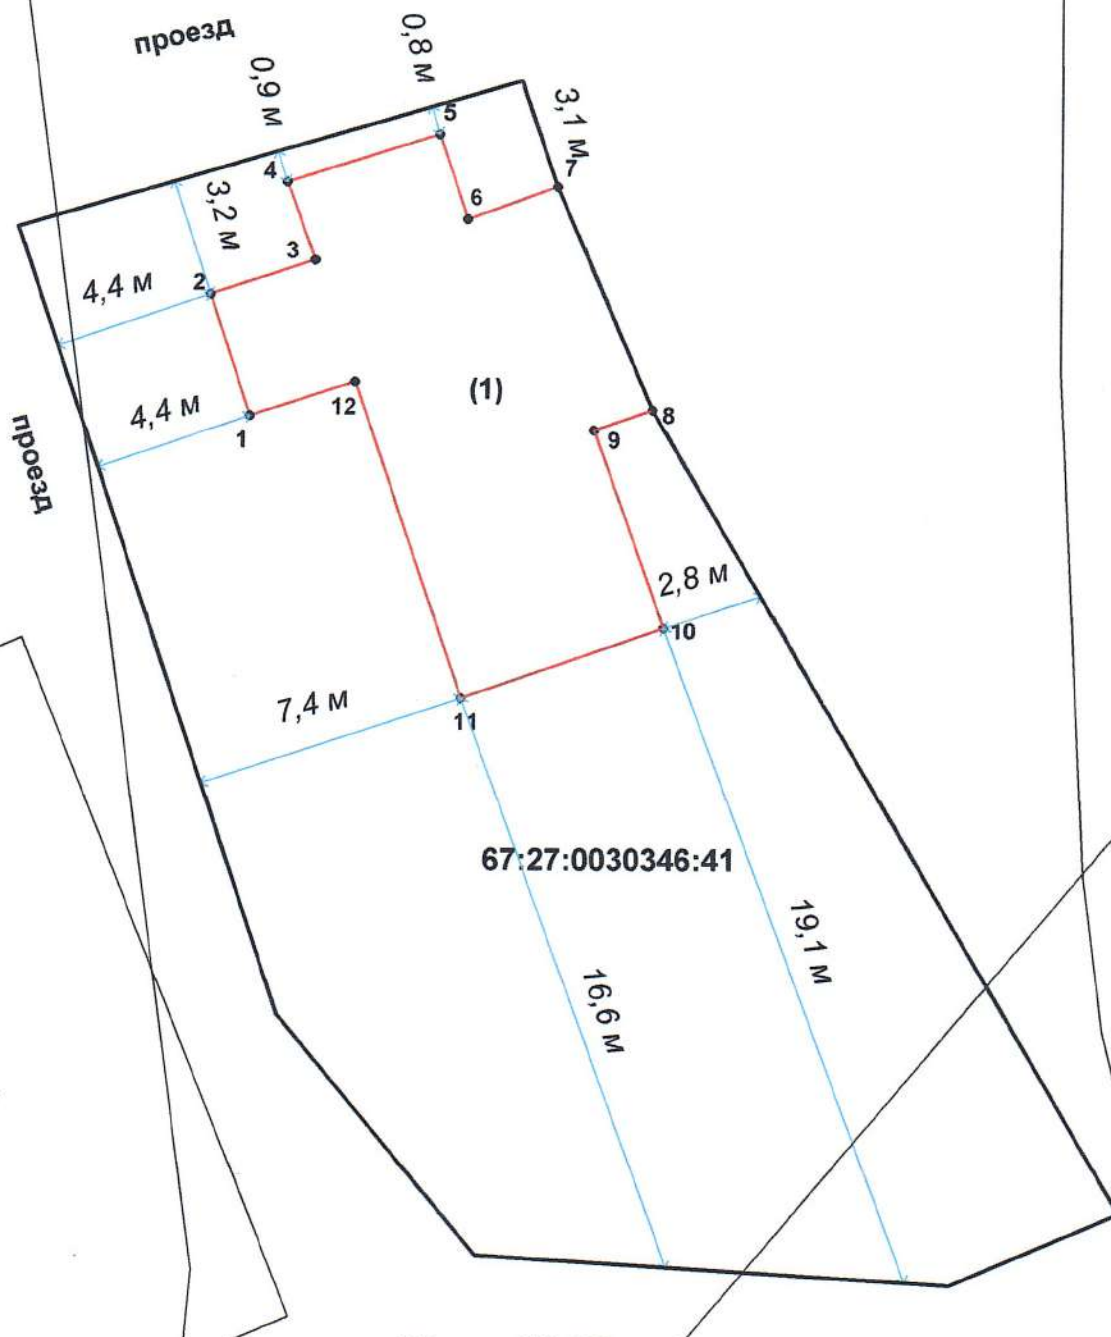 проезд
0,8 м
0,9 м
3,1 м
5
7
4
6
3,2 м
3
2
4,4 м
(1)
12
4,4 м
8
1
9
проезд
2,8 м
10
7,4 м
11
67:27:0030346:41
19,1 м
16,6 м